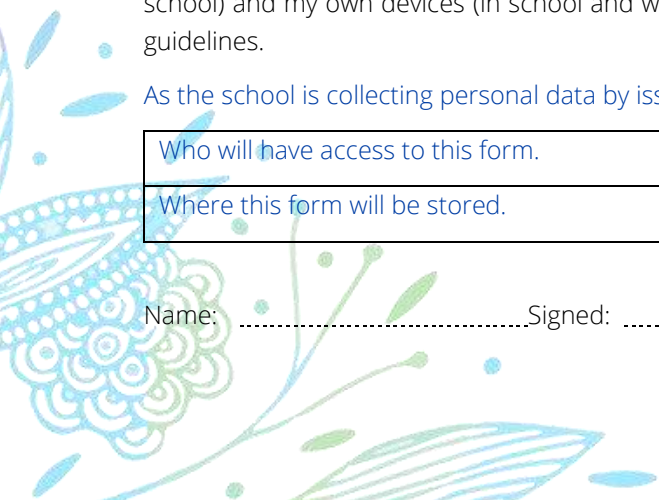 school) and my own devices (in school and w
guidelines.
As the school is collecting personal data by iss
Who will have access to this form.
Where this form will be stored.
Name: Signed: